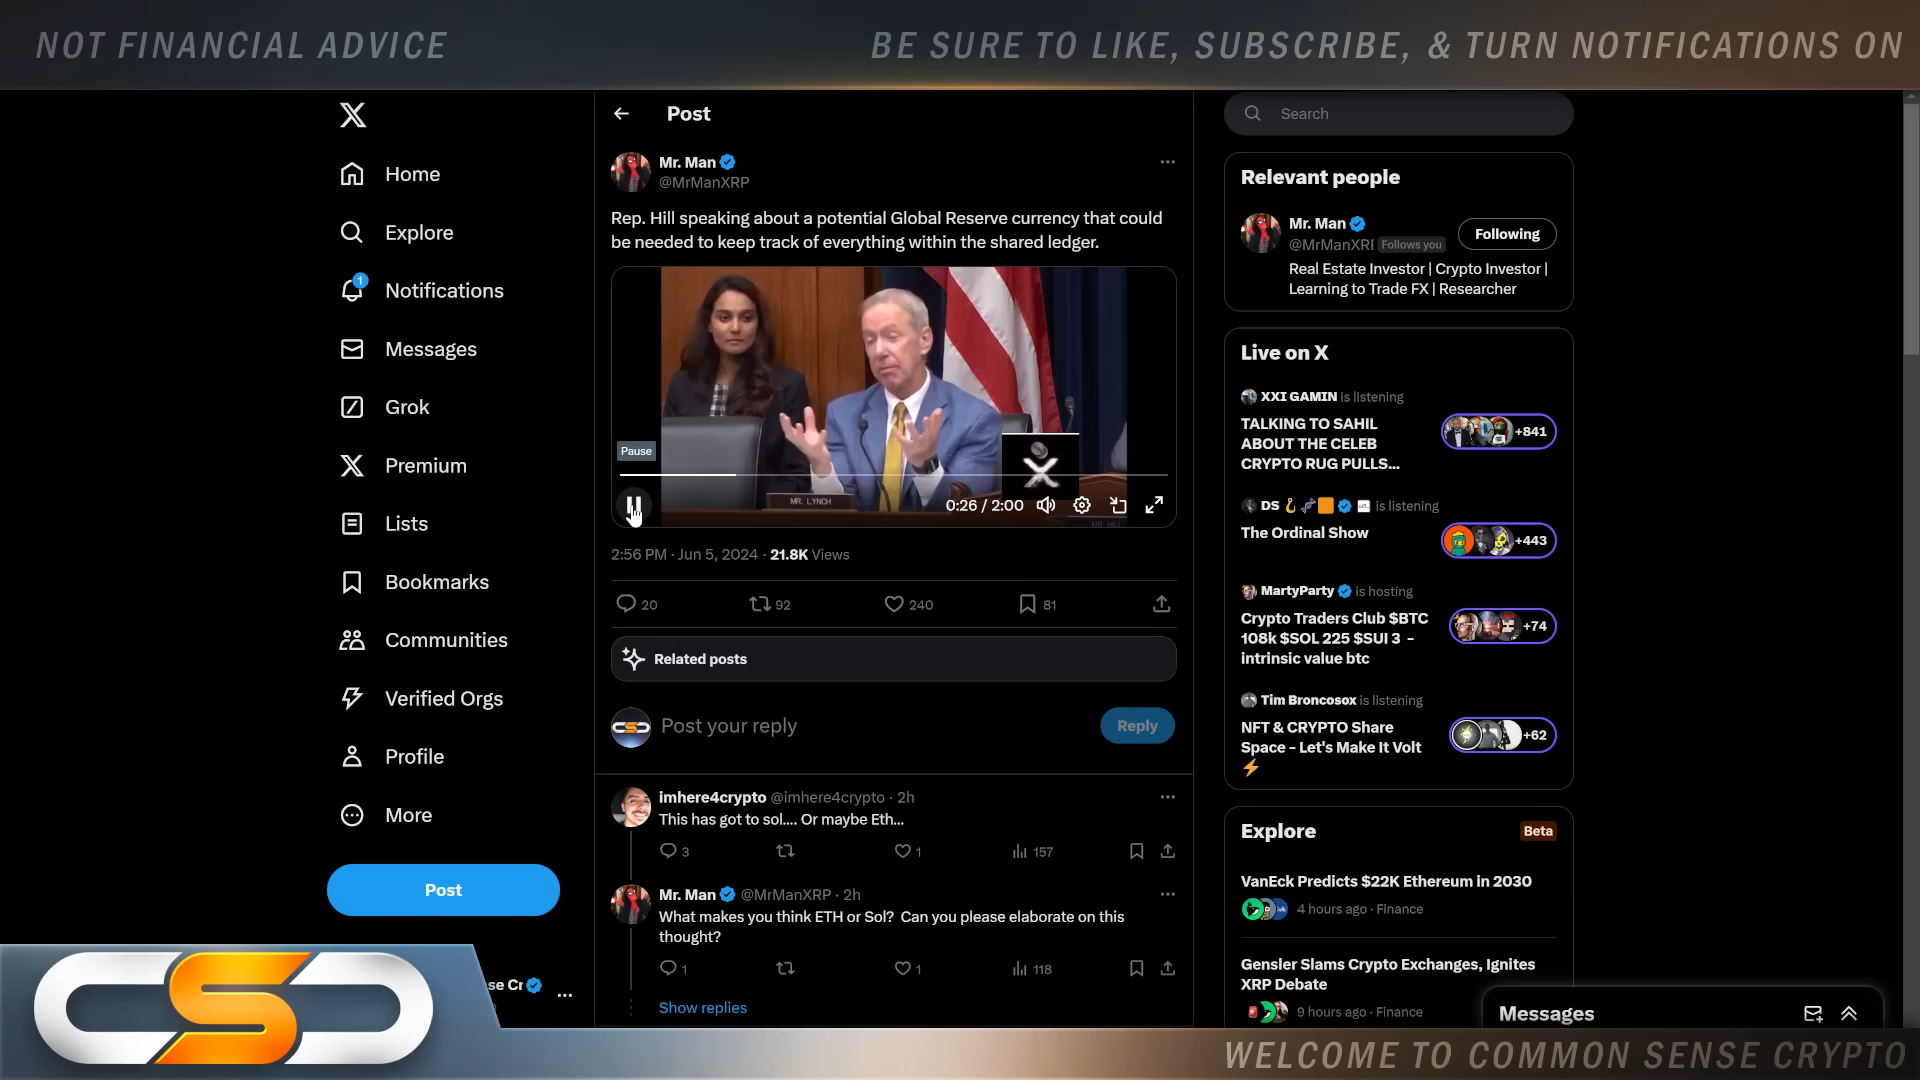 NOT FINANCIAL ADVICE
BE SURE TO LIKE, SUBSCRIBE, & TURN NOTIFICATIONS ON
Home
Explore
1
Notifications
Messages
Grok
Premium
Lists
Bookmarks
Communities
Verified Orgs
Profile
More
Post
se Cr
Post
Mr. Man
@MrManXRP
Rep. Hill speaking about a potential Global Reserve currency that could
be needed to keep track of everything within the shared ledger.
Pause
MR. LYNCH
X
0:26 / 2:00
2:56 PM · Jun 5, 2024 · 21.8K Views
20
92
240
81
Related posts
Post your reply
Reply
imhere4crypto @imhere4crypto · 2h
This has got to sol.... Or maybe Eth...
3
1
157
Mr. Man @MrManXRP · 2h
What makes you think ETH or Sol? Can you please elaborate on this
thought?
1
1
118
Show replies
Search
Relevant people
Mr. Man
@MrManXRP Follows you
Following
Real Estate Investor | Crypto Investor |
Learning to Trade FX | Researcher
Live on X
XXI GAMIN is listening
TALKING TO SAHIL
ABOUT THE CELEB
CRYPTO RUG PULLS...
+841
DS is listening
The Ordinal Show
+443
MartyParty is hosting
Crypto Traders Club $BTC
108k $SOL 225 $SUI 3 -
intrinsic value btc
+74
Tim Broncosox is listening
NFT & CRYPTO Share
Space - Let's Make It Volt
+62
Explore
Beta
VanEck Predicts $22K Ethereum in 2030
4 hours ago · Finance
Gensler Slams Crypto Exchanges, Ignites
XRP Debate
9 hours ago · Finance
Messages
CSC
WELCOME TO COMMON SENSE CRYPTO